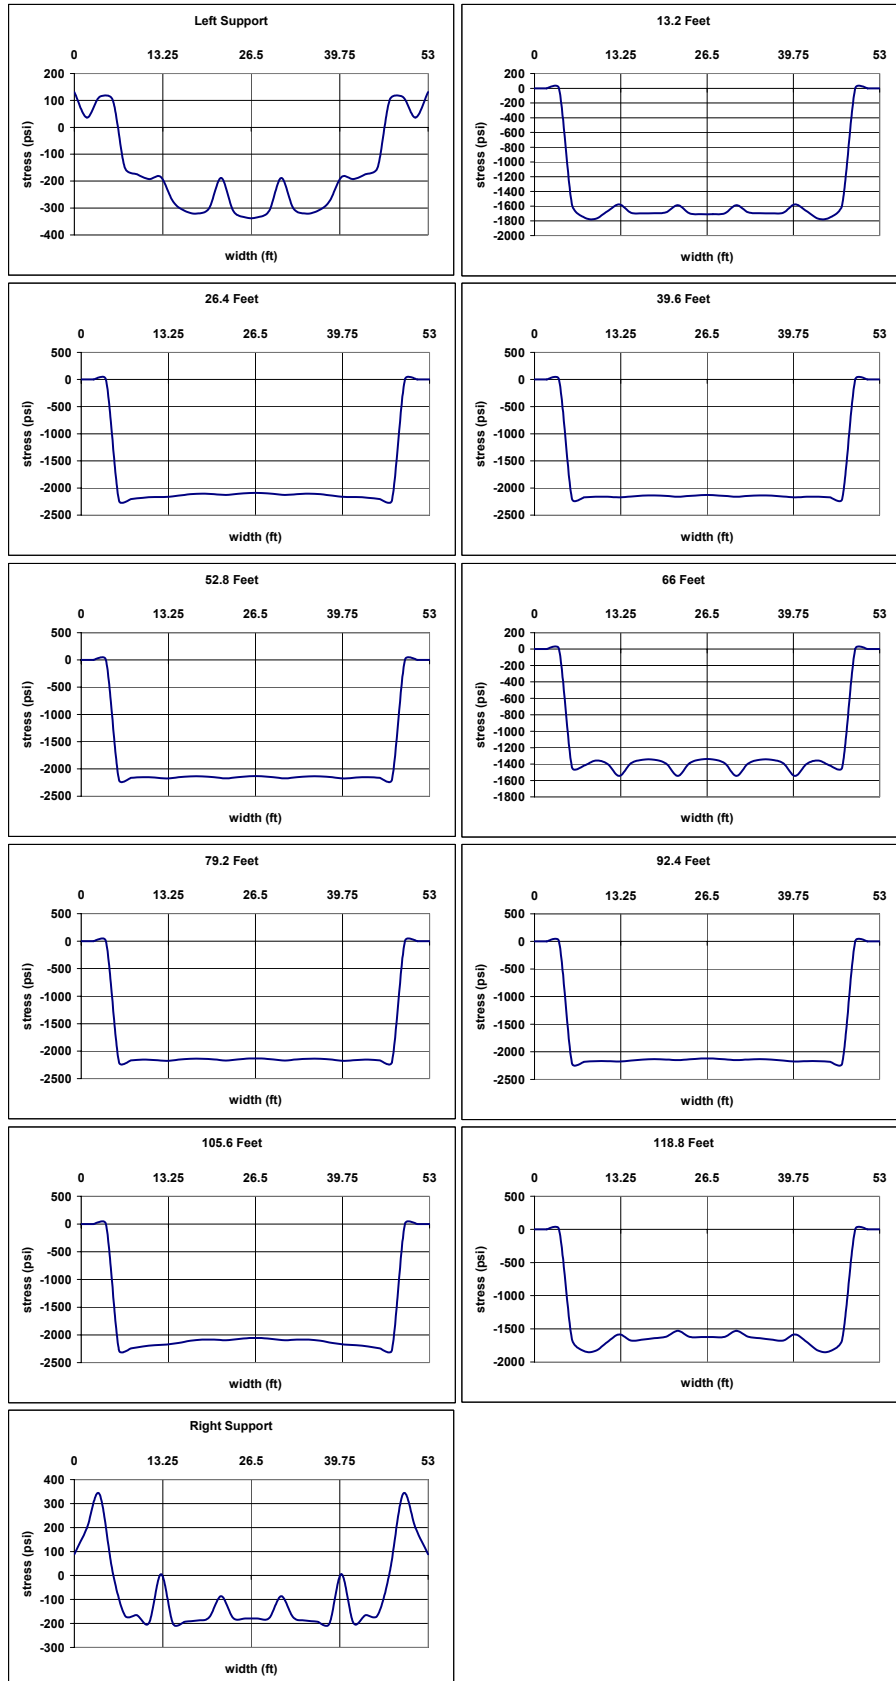 Left Support
0 13.25 26.5 39.75 53
200
100
0
-100
-200
-300
-400
stress (psi)
width (ft)
13.2 Feet
0 13.25 26.5 39.75 53
200
0
-200
-400
-600
-800
-1000
-1200
-1400
-1600
-1800
-2000
stress (psi)
width (ft)
26.4 Feet
0 13.25 26.5 39.75 53
500
0
-500
-1000
-1500
-2000
-2500
stress (psi)
width (ft)
39.6 Feet
0 13.25 26.5 39.75 53
500
0
-500
-1000
-1500
-2000
-2500
stress (psi)
width (ft)
52.8 Feet
0 13.25 26.5 39.75 53
500
0
-500
-1000
-1500
-2000
-2500
stress (psi)
width (ft)
66 Feet
0 13.25 26.5 39.75 53
200
0
-200
-400
-600
-800
-1000
-1200
-1400
-1600
-1800
stress (psi)
width (ft)
79.2 Feet
0 13.25 26.5 39.75 53
500
0
-500
-1000
-1500
-2000
-2500
stress (psi)
width (ft)
92.4 Feet
0 13.25 26.5 39.75 53
500
0
-500
-1000
-1500
-2000
-2500
stress (psi)
width (ft)
105.6 Feet
0 13.25 26.5 39.75 53
500
0
-500
-1000
-1500
-2000
-2500
stress (psi)
width (ft)
118.8 Feet
0 13.25 26.5 39.75 53
500
0
-500
-1000
-1500
-2000
stress (psi)
width (ft)
Right Support
0 13.25 26.5 39.75 53
400
300
200
100
0
-100
-200
-300
stress (psi)
width (ft)